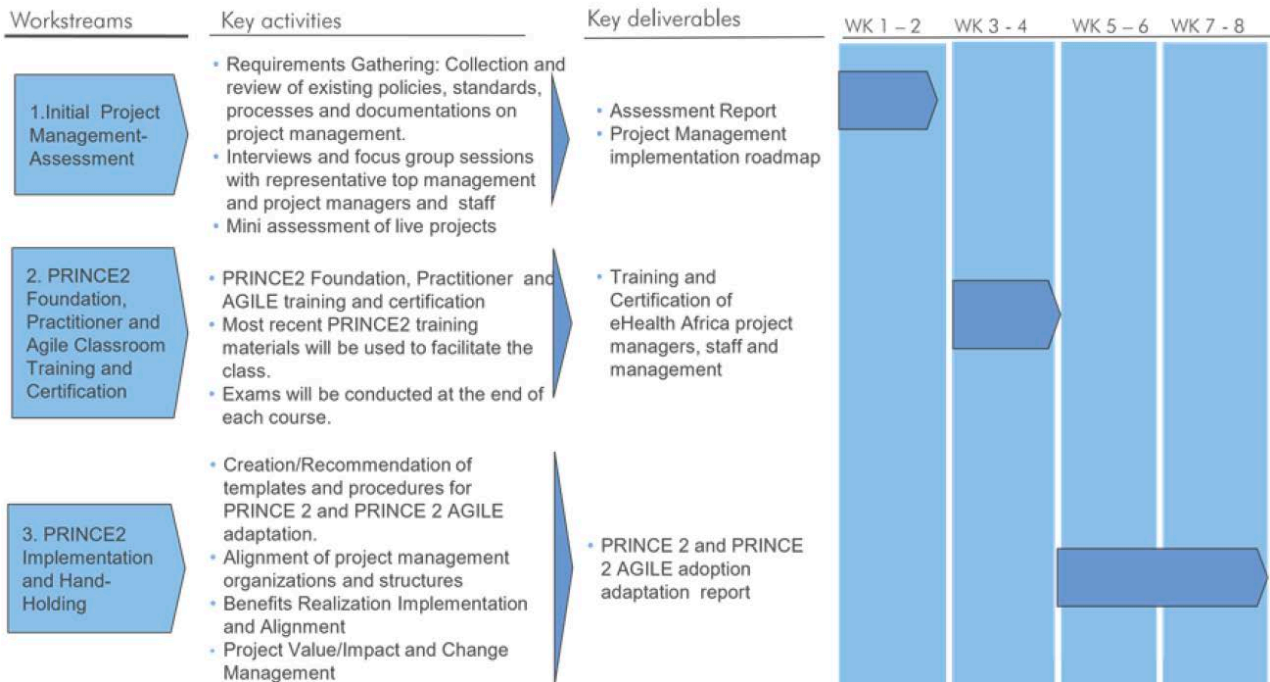 Workstreams
Key activities
Key deliverables
WK 1 – 2
WK 3 - 4
WK 5 – 6
WK 7 - 8
1.Initial Project
Management-
Assessment
• Requirements Gathering: Collection and
review of existing policies, standards,
processes and documentations on
project management.
• Interviews and focus group sessions
with representative top management
and project managers and staff
• Mini assessment of live projects
• Assessment Report
• Project Management
implementation roadmap
2. PRINCE2
Foundation,
Practitioner and
Agile Classroom
Training and
Certification
• PRINCE2 Foundation, Practitioner and
AGILE training and certification
• Most recent PRINCE2 training
materials will be used to facilitate the
class.
• Exams will be conducted at the end of
each course.
• Training and
Certification of
eHealth Africa project
managers, staff and
management
3. PRINCE2
Implementation
and Hand-
Holding
• Creation/Recommendation of
templates and procedures for
PRINCE 2 and PRINCE 2 AGILE
adaptation.
• Alignment of project management
organizations and structures
• Benefits Realization Implementation
and Alignment
• Project Value/Impact and Change
Management
• PRINCE 2 and PRINCE
2 AGILE adoption
adaptation report